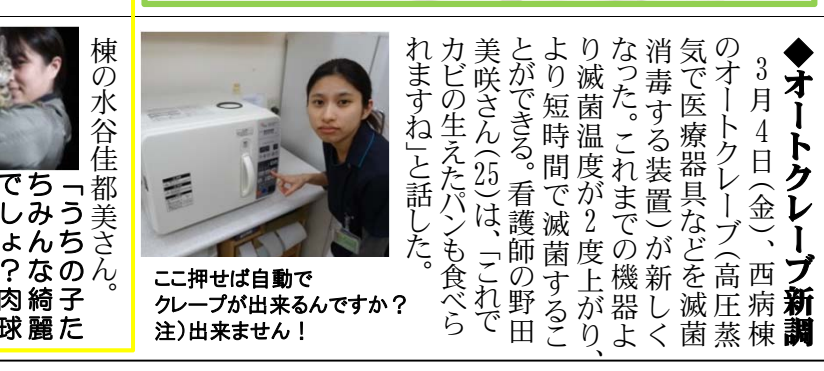 ◆オートクレーブ新調
　3月4日(金)、西病棟
のオートクレーブ(高圧蒸
気で医療器具などを滅菌
消毒する装置)が新しく
なった。これまでの機器よ
り滅菌温度が2度上がり、
より短時間で滅菌するこ
とができる。看護師の野田
美咲さん(25)は、「これで
カビの生えたパンも食べら
れますね」と話した。
ここ押せば自動で
クレープが出来るんですか?
注)出来ません!
棟の水谷佳都美さん。
「うちの子た
ちみんな綺麗
でしょ?肉球